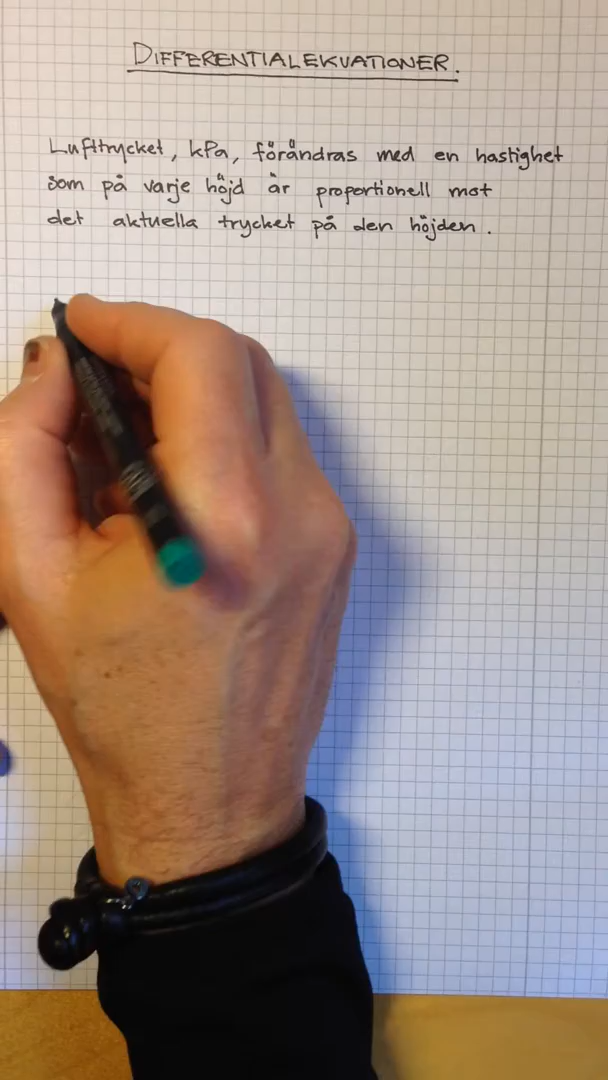 DIFFERENTIALEKVATIONER.
Lufttrycket, kPa, förändras med en hastighet
som på varje höjd är proportionell mot
det aktuella trycket på den höjden.